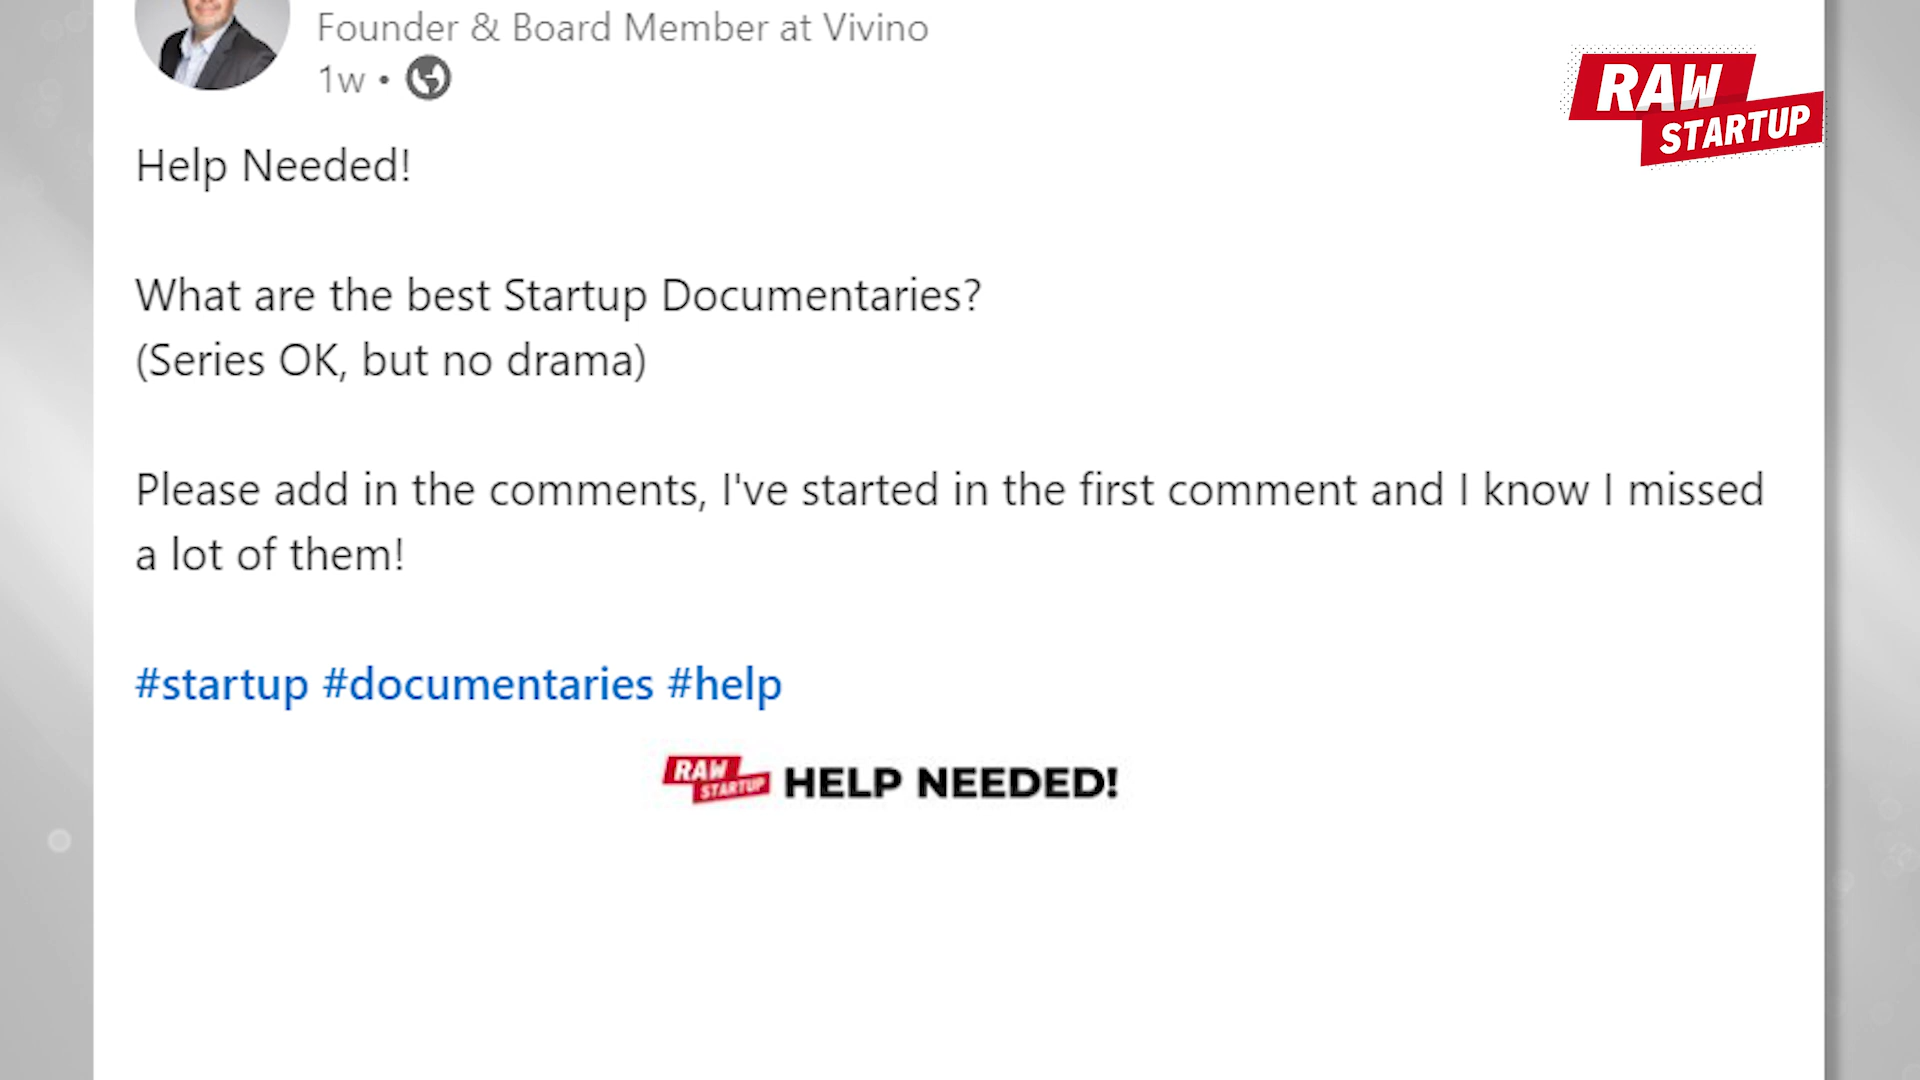 Founder & Board Member at Vivino
1w •
RAW
STARTUP
Help Needed!
What are the best Startup Documentaries?
(Series OK, but no drama)
Please add in the comments, I've started in the first comment and I know I missed
a lot of them!
#startup #documentaries #help
RAW
STARTUP
HELP NEEDED!